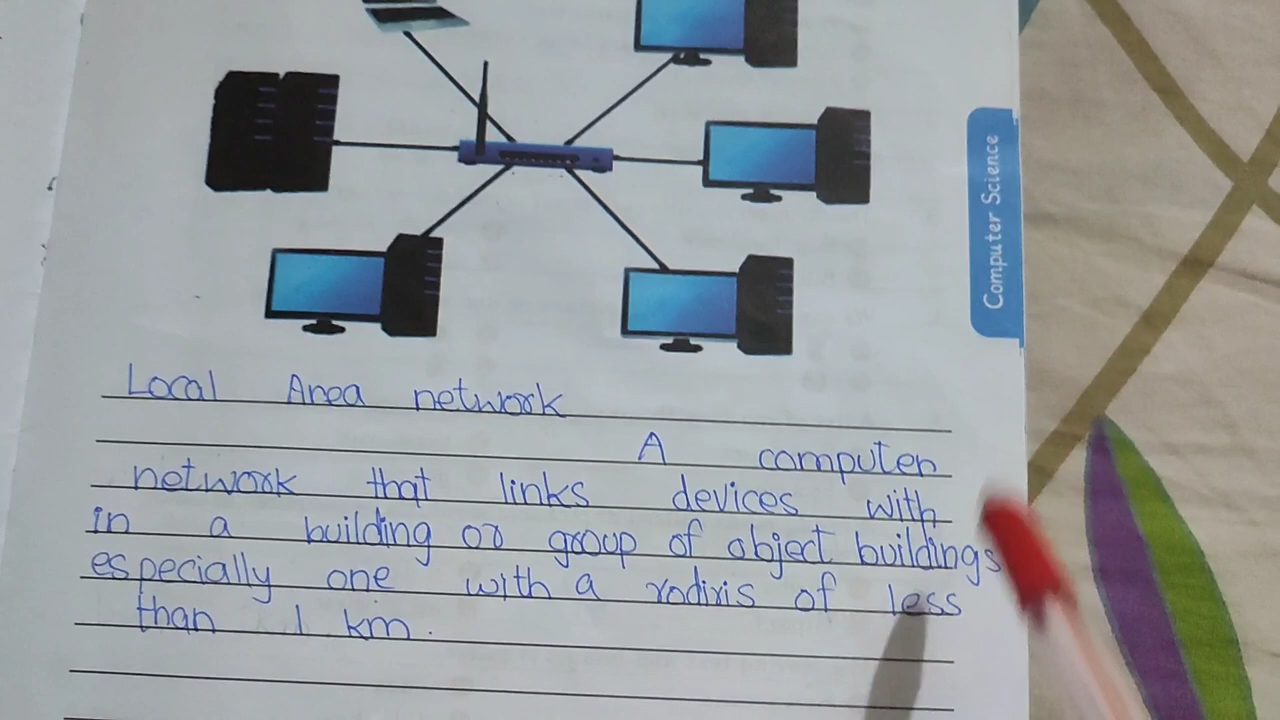 Computer Science
Local Area network
A computer
network that links devices with
in a building or group of object buildings
especially one with a radius of less
than 1 km.